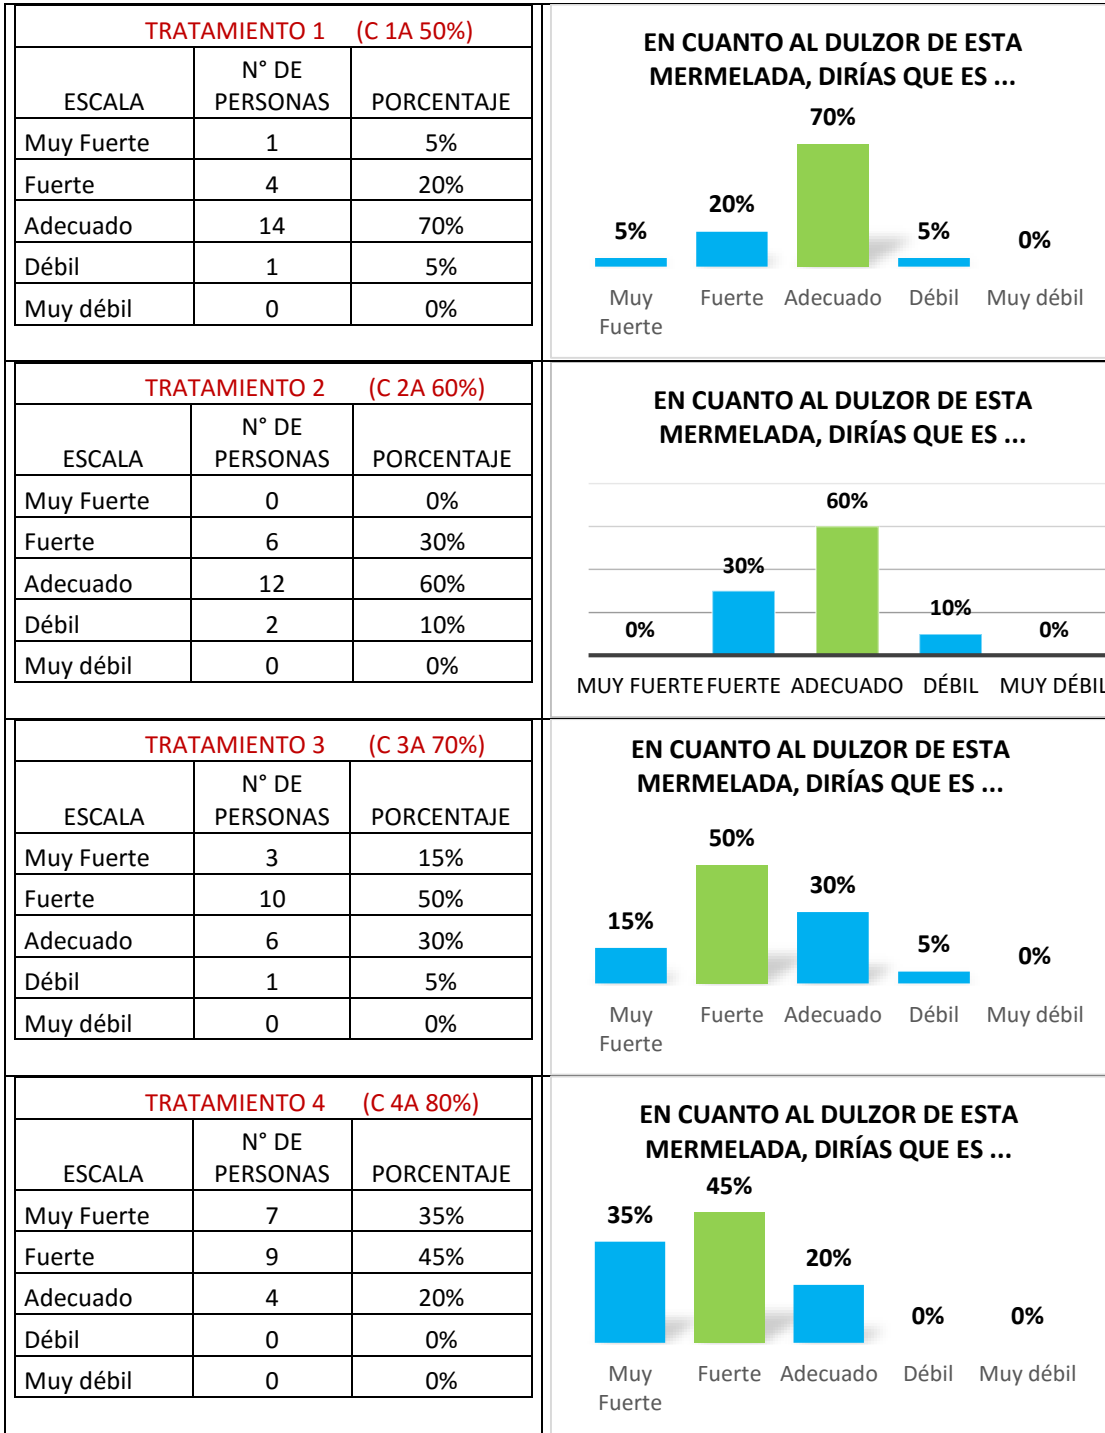 TRATAMIENTO 1 (C 1A 50%)
ESCALA N° DE PERSONAS PORCENTAJE
Muy Fuerte 1 5%
Fuerte 4 20%
Adecuado 14 70%
Débil 1 5%
Muy débil 0 0%
EN CUANTO AL DULZOR DE ESTA
MERMELADA, DIRÍAS QUE ES ...
5% 20% 70% 5% 0%
Muy Fuerte Fuerte Adecuado Débil Muy débil
TRATAMIENTO 2 (C 2A 60%)
ESCALA N° DE PERSONAS PORCENTAJE
Muy Fuerte 0 0%
Fuerte 6 30%
Adecuado 12 60%
Débil 2 10%
Muy débil 0 0%
EN CUANTO AL DULZOR DE ESTA
MERMELADA, DIRÍAS QUE ES ...
0% 30% 60% 10% 0%
MUY FUERTE FUERTE ADECUADO DÉBIL MUY DÉBIL
TRATAMIENTO 3 (C 3A 70%)
ESCALA N° DE PERSONAS PORCENTAJE
Muy Fuerte 3 15%
Fuerte 10 50%
Adecuado 6 30%
Débil 1 5%
Muy débil 0 0%
EN CUANTO AL DULZOR DE ESTA
MERMELADA, DIRÍAS QUE ES ...
15% 50% 30% 5% 0%
Muy Fuerte Fuerte Adecuado Débil Muy débil
TRATAMIENTO 4 (C 4A 80%)
ESCALA N° DE PERSONAS PORCENTAJE
Muy Fuerte 7 35%
Fuerte 9 45%
Adecuado 4 20%
Débil 0 0%
Muy débil 0 0%
EN CUANTO AL DULZOR DE ESTA
MERMELADA, DIRÍAS QUE ES ...
35% 45% 20% 0% 0%
Muy Fuerte Fuerte Adecuado Débil Muy débil